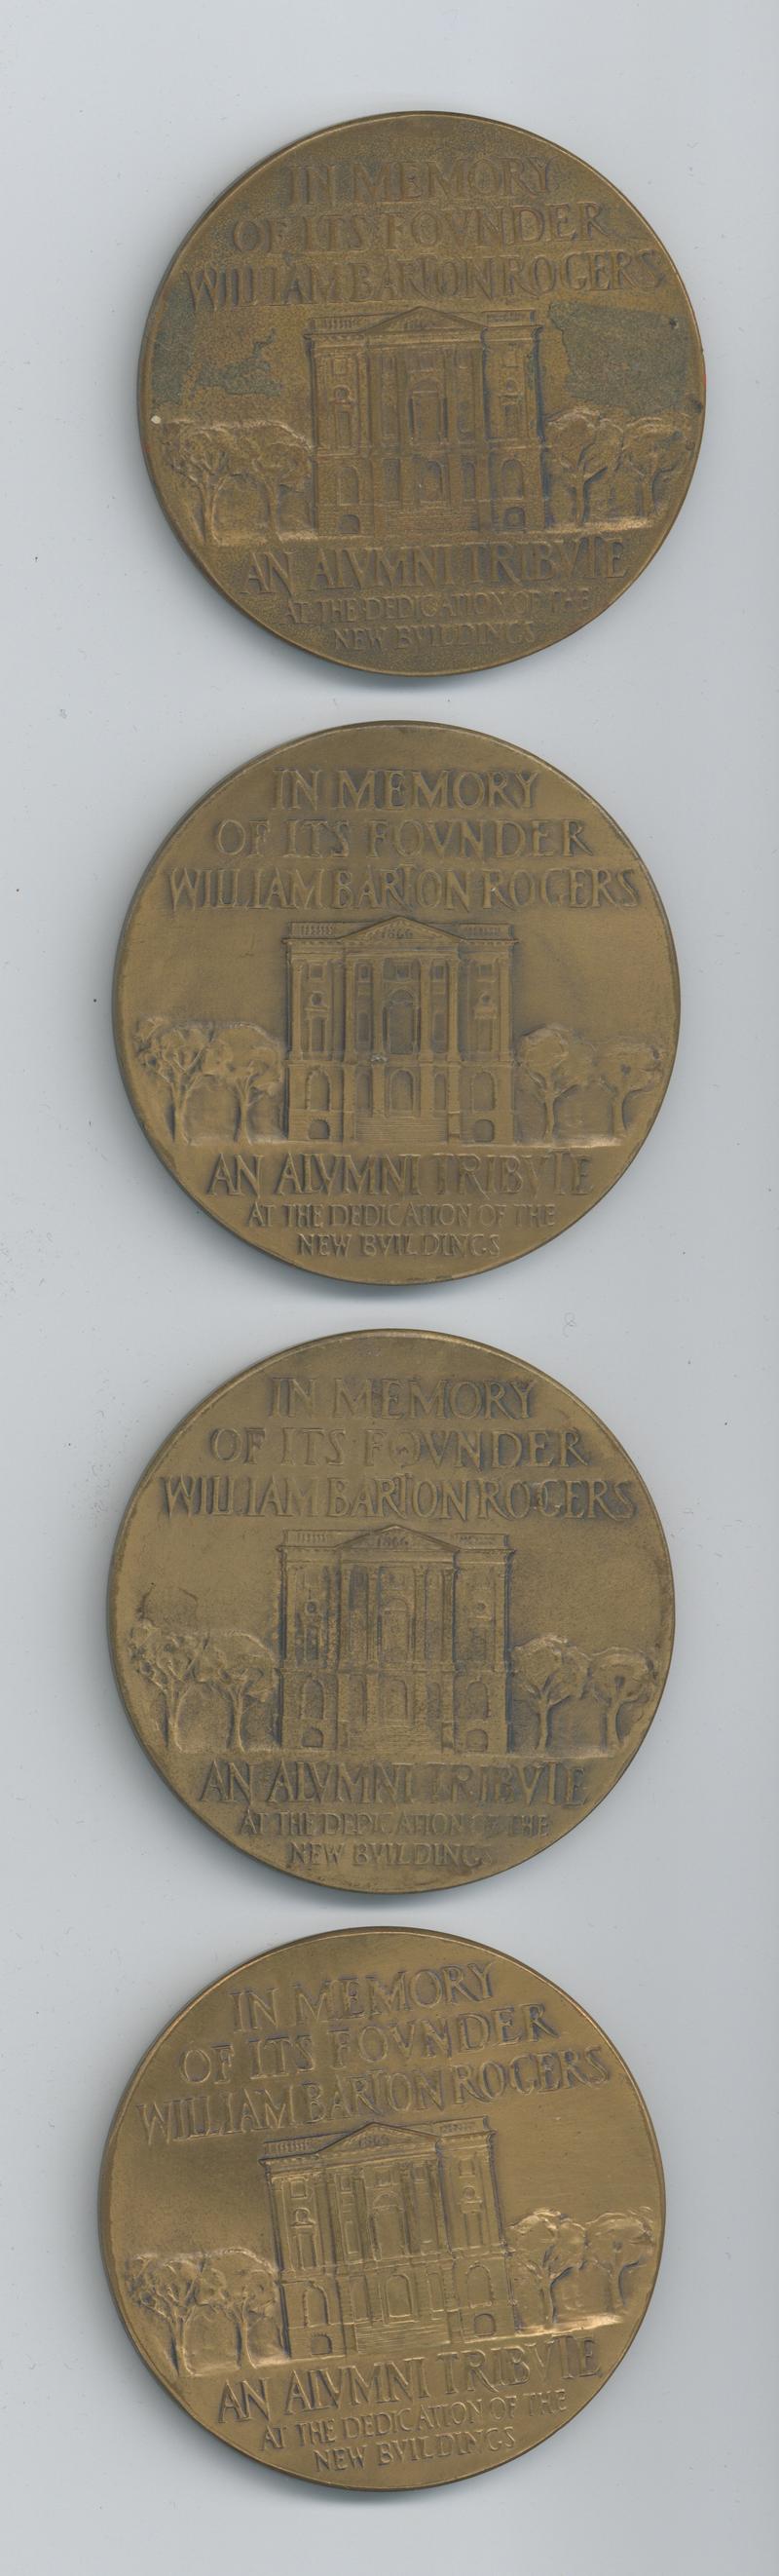 IN MEMORY
OF ITS FOVNDER
WILLIAM BARTON ROGERS
AN ALVMNI TRIBVTE
AT THE DEDICATION OF THE
NEW BVILDINGS
IN MEMORY
OF ITS FOVNDER
WILLIAM BARTON ROGERS
1866
AN ALVMNI TRIBVTE
AT THE DEDICATION OF THE
NEW BVILDINGS
IN MEMORY
OF ITS FOVNDER
WILLIAM BARTON ROGERS
1866
AN ALVMNI TRIBVTE
AT THE DEDICATION OF THE
NEW BVILDINGS
IN MEMORY
OF ITS FOVNDER
WILLIAM BARTON ROGERS
1866
AN ALVMNI TRIBVTE
AT THE DEDICATION OF THE
NEW BVILDINGS